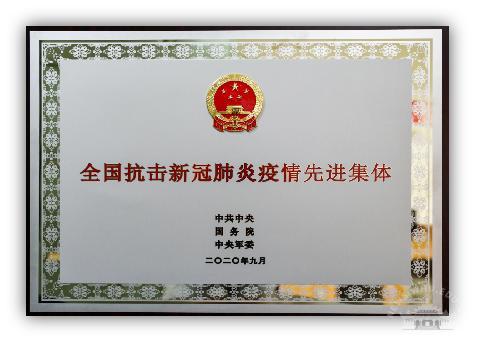 全国抗击新冠肺炎疫情先进集体
中共中央
国务院
中央军委
二〇二〇年九月